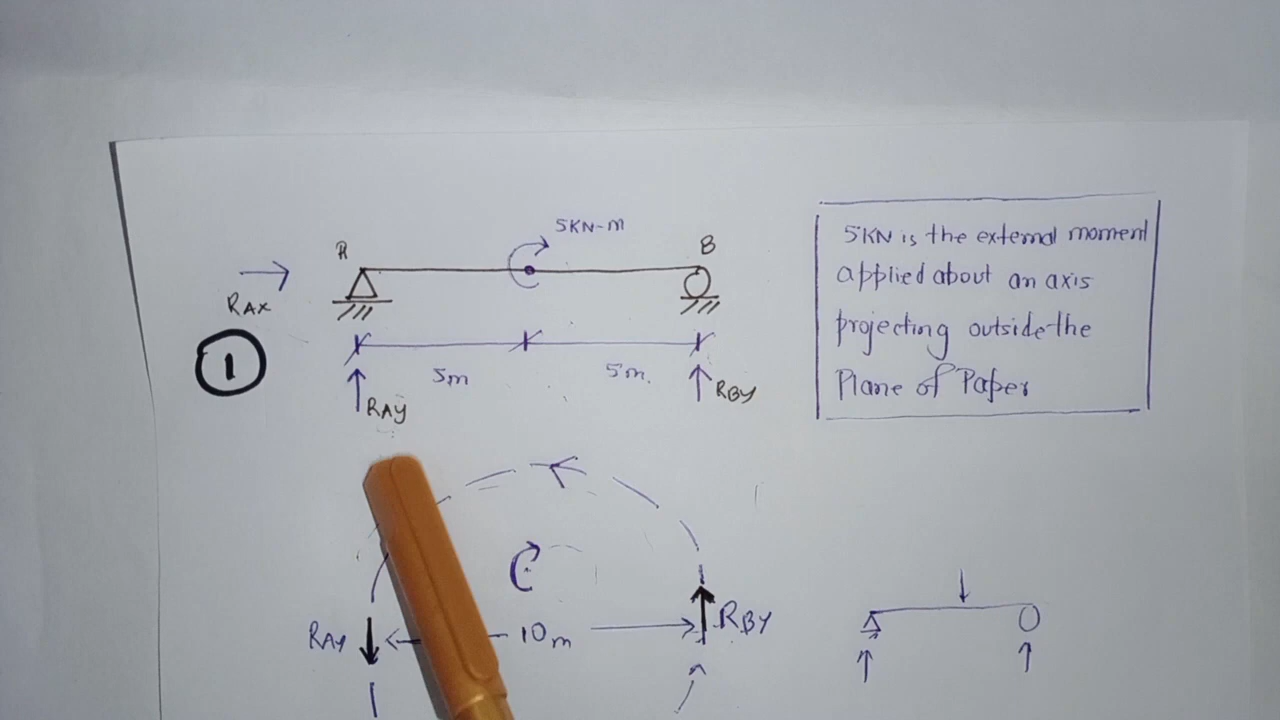 5KN-m
A
B
RAX
1
5m
5m.
RAY
RBY
5KN is the external moment
applied about an axis
projecting outside the
Plane of Paper
RAY
10m
RBY